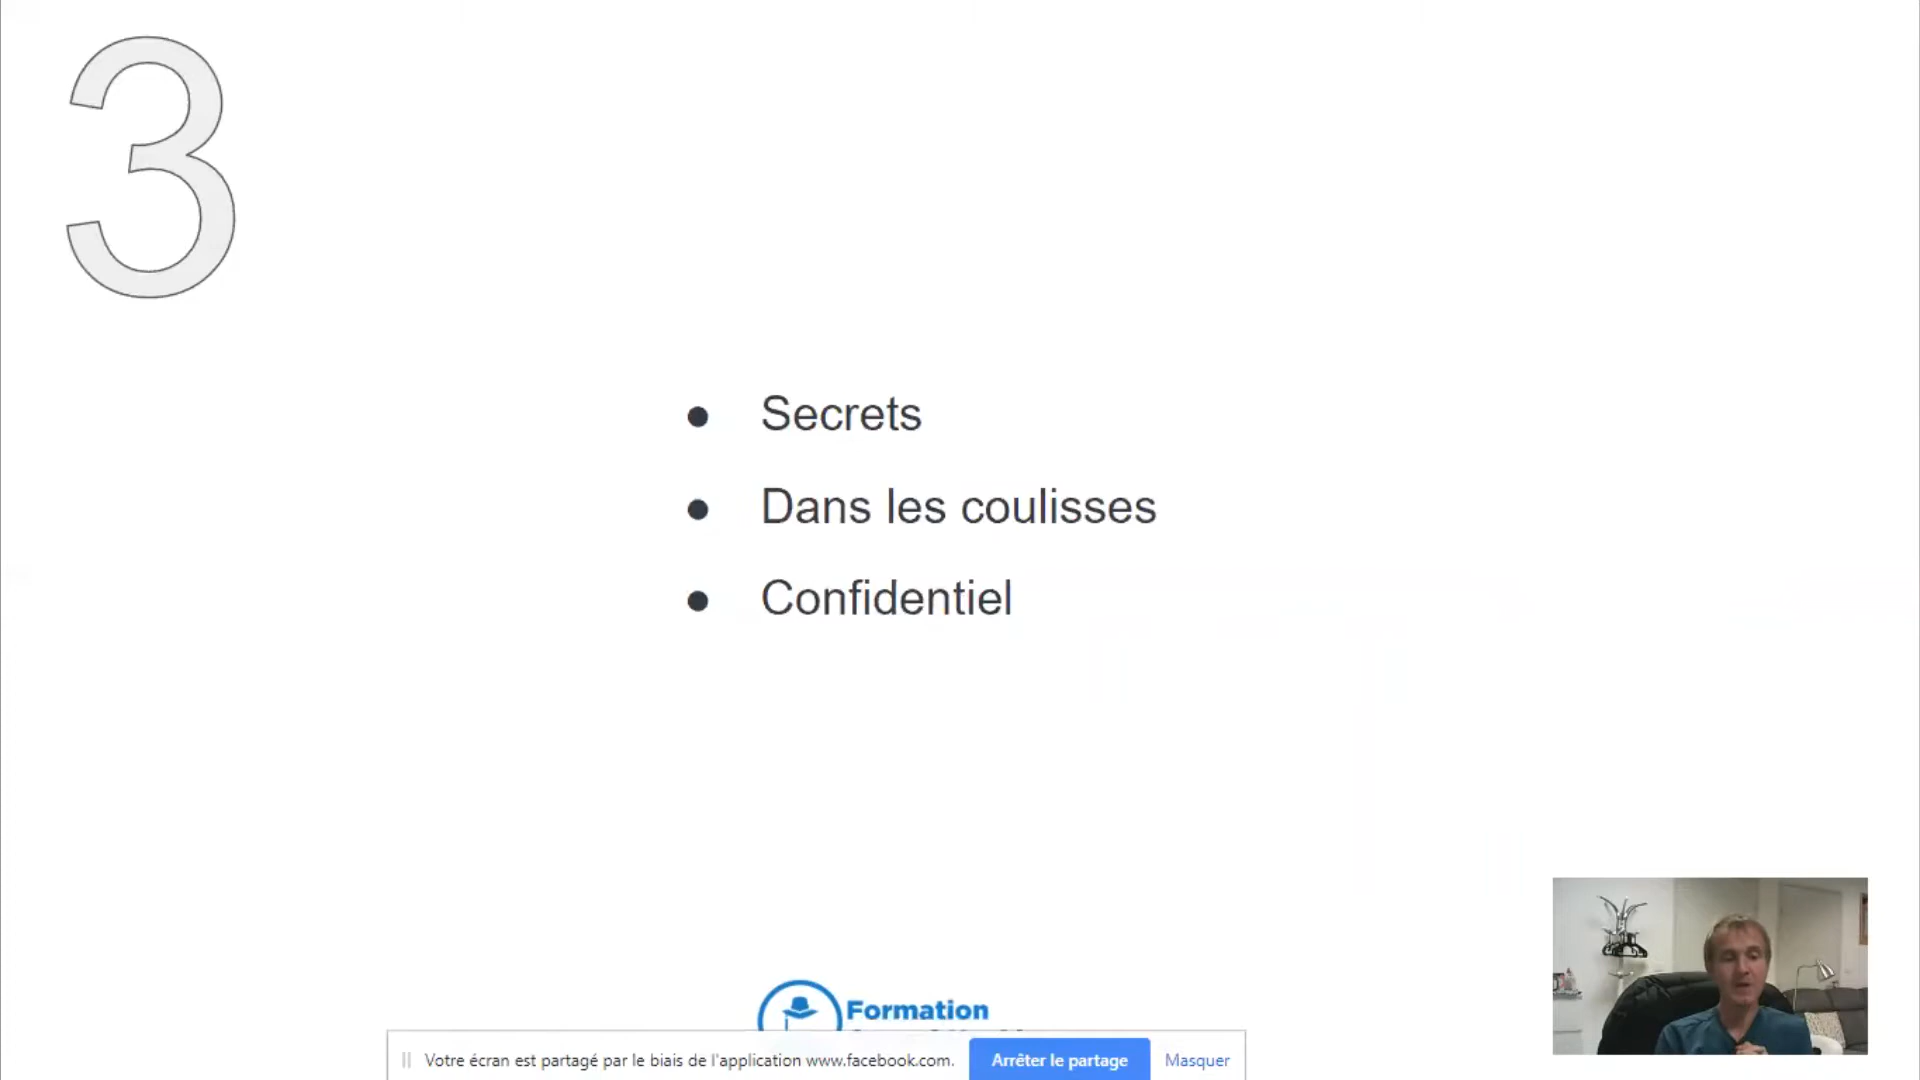 3
Secrets
Dans les coulisses
Confidentiel
Formation
Votre écran est partagé par le biais de l'application www.facebook.com.
Arrêter le partage
Masquer